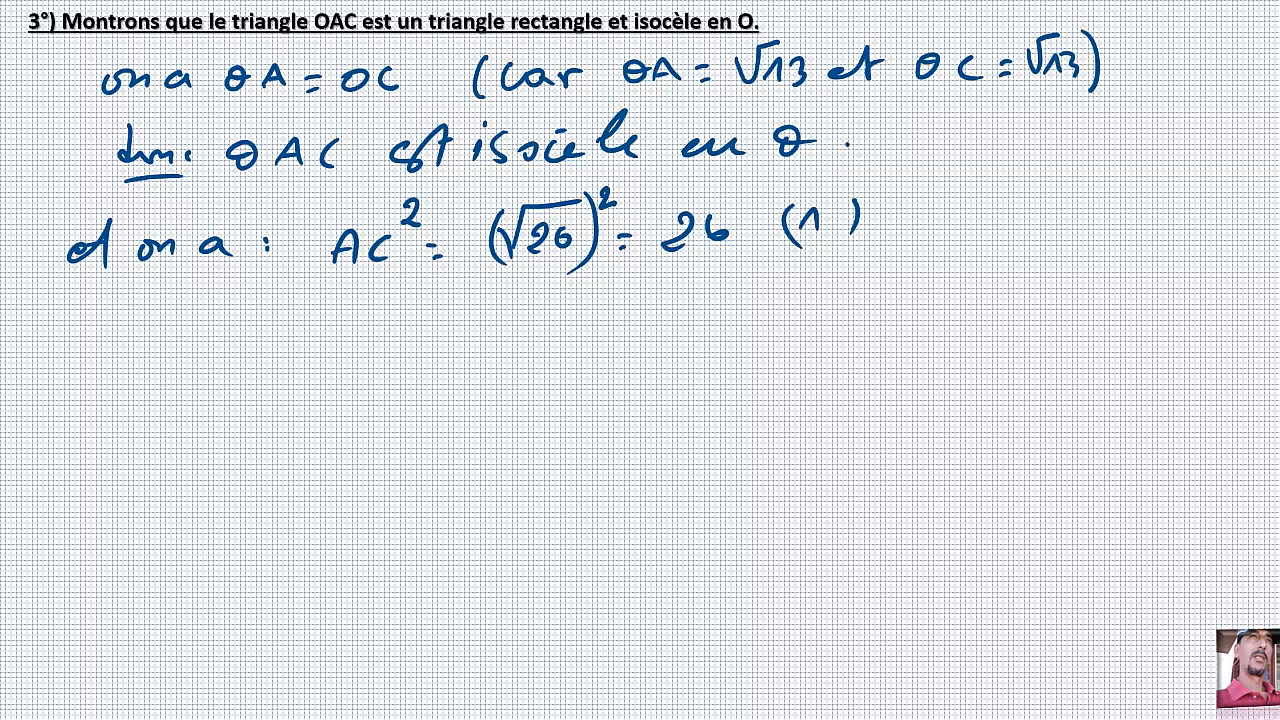 3°) Montrons que le triangle OAC est un triangle rectangle et isocèle en O.
on a OA = OC (car OA = √13 et OC = √13)
donc OAC est isocèle en O.
et on a : AC² = (√26)² = 26 (1)